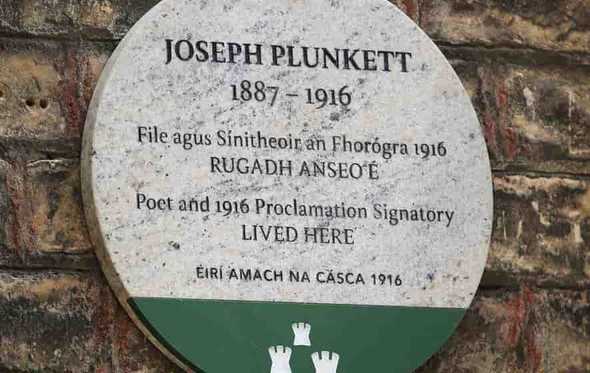 JOSEPH PLUNKETT
1887 – 1916
File agus Sínitheoir an Fhorógra 1916
RUGADH ANSEO É
Poet and 1916 Proclamation Signatory
LIVED HERE
ÉIRÍ AMACH NA CÁSCA 1916